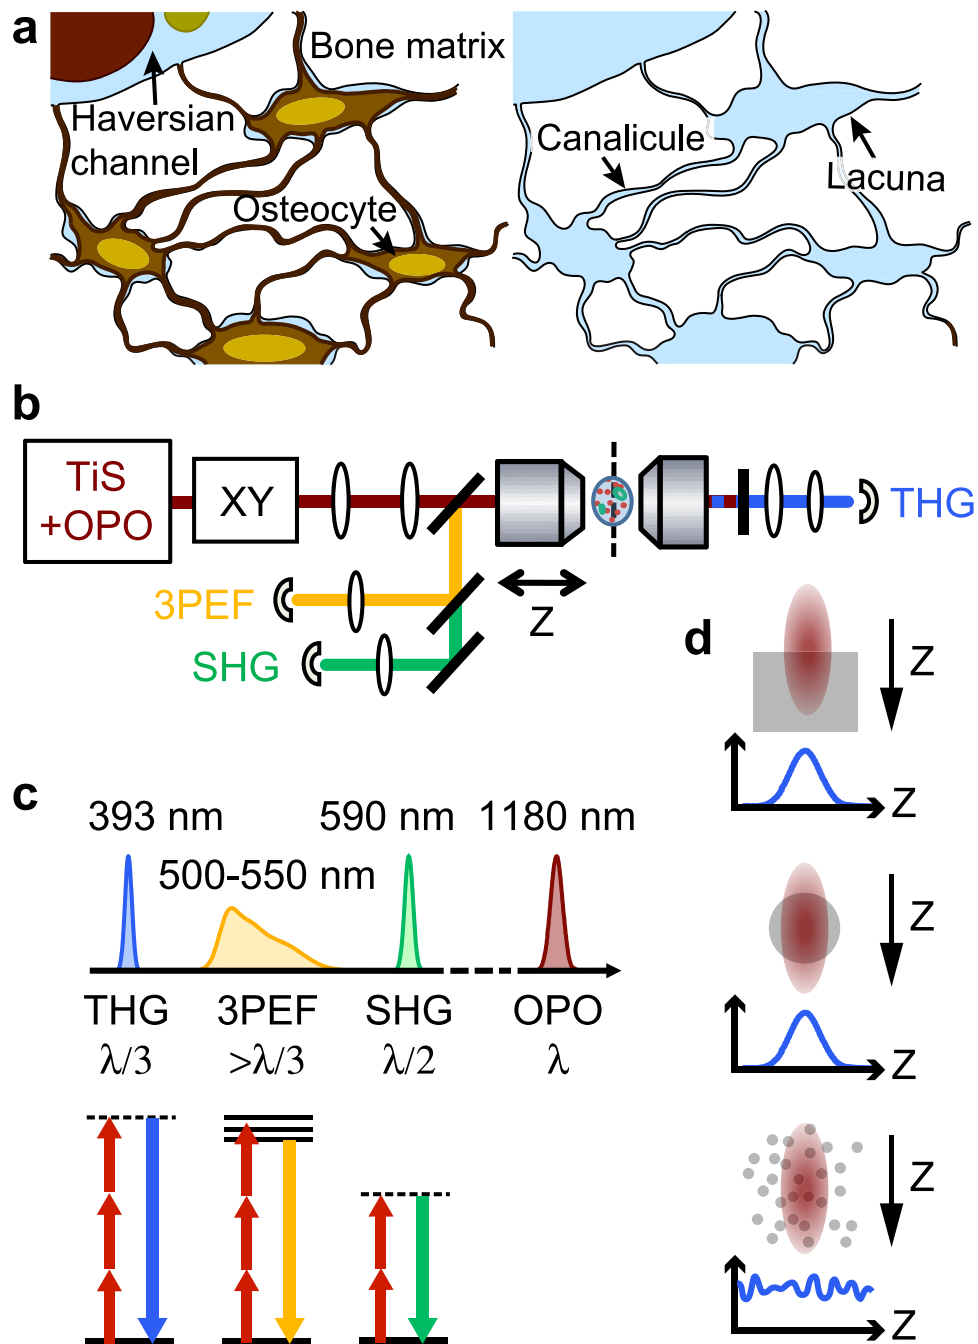 a
Bone matrix
Haversian
channel
Osteocyte
Canalicule
Lacuna
b
TiS
+OPO
XY
THG
3PEF
SHG
Z
c
393 nm
590 nm
1180 nm
500-550 nm
THG
3PEF
SHG
OPO
λ/3
>λ/3
λ/2
λ
d
Z
Z
Z
Z
Z
Z